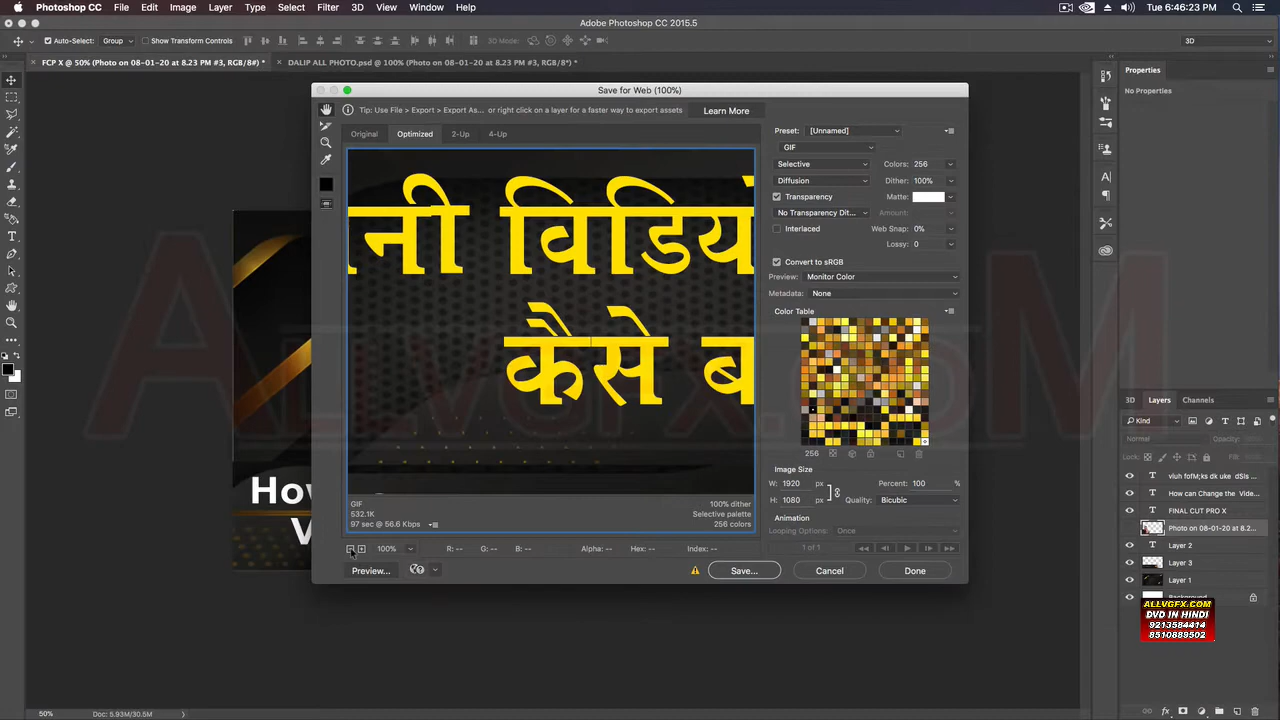 Photoshop CC File Edit Image Layer Type Select Filter 3D View Window Help Tue 6:46:23 PM
Adobe Photoshop CC 2015.5
Auto-Select: Group Show Transform Controls 3D Mode: 3D
FCP X @ 50% (Photo on 08-01-20 at 8.23 PM #3, RGB/8#) * DALIP ALL PHOTO.psd @ 100% (Photo on 08-01-20 at 8.23 PM #3, RGB/8*) *
Properties
No Properties
Save for Web (100%)
Tip: Use File > Export > Export As... or right click on a layer for a faster way to export assets Learn More
Original Optimized 2-Up 4-Up
Preset: [Unnamed]
GIF
Selective Colors: 256
Diffusion Dither: 100%
Transparency Matte:
No Transparency Dit... Amount:
Interlaced Web Snap: 0%
Lossy: 0
Convert to sRGB
Preview: Monitor Color
Metadata: None
Color Table
256
नी विडिय
कैसे ब
ALLVGFX.COM
How
V
GIF 100% dither
532.1K Selective palette
97 sec @ 56.6 Kbps 256 colors
Image Size
W: 1920 px Percent: 100 %
H: 1080 px Quality: Bicubic
Animation
Looping Options: Once
1 of 1
100% R: -- G: -- B: -- Alpha: -- Hex: -- Index: --
Preview... Save... Cancel Done
3D Layers Channels
Kind
Normal Opacity:
Lock: Fill:
T viuh fofM;ks dk uke dSls ...
T How can Change the Vide...
T FINAL CUT PRO X
Photo on 08-01-20 at 8.2...
T Layer 2
Layer 3
Layer 1
Background
ALLVGFX.COM
DVD IN HINDI
9213584414
8510889502
50% Doc: 5.93M/30.5M